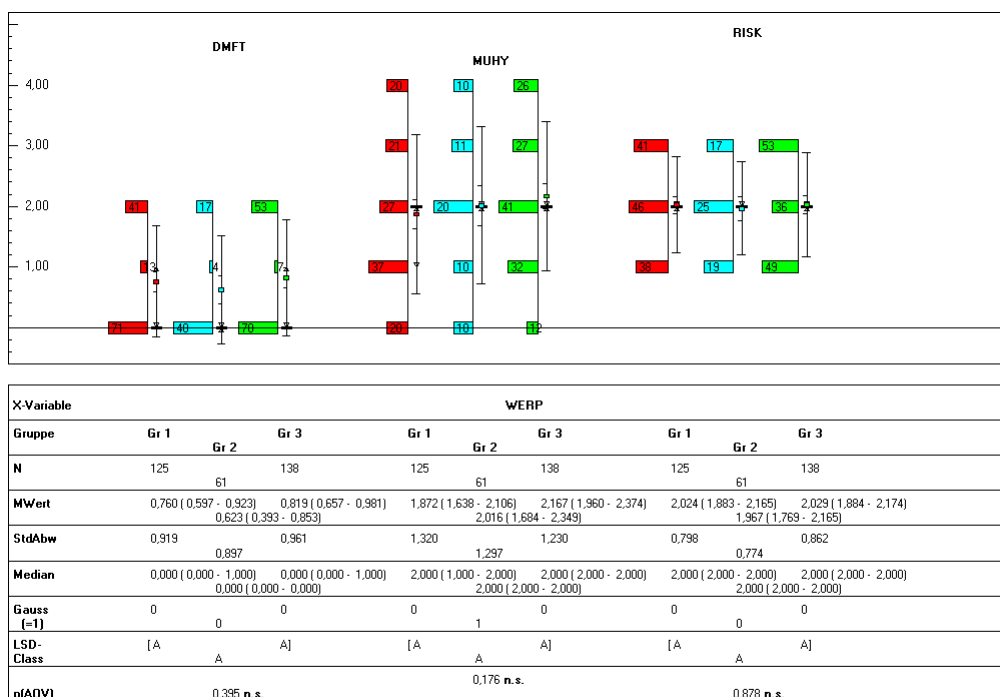 RISK
DMFT
MUHY
4,00
20 10 26
3,00
21 11 27 41 17 53
2,00
41 17 53 27 20 41 46 25 36
1,00
13 4 7 37 10 32 38 19 49
71 40 70 20 10 12
X-Variable WERP
Gruppe Gr 1 Gr 3 Gr 1 Gr 3 Gr 1 Gr 3
Gr 2 Gr 2 Gr 2
N 125 138 125 138 125 138
61 61 61
MWert 0,760 ( 0,597 - 0,923) 0,819 ( 0,657 - 0,981) 1,872 ( 1,638 - 2,106) 2,167 ( 1,960 - 2,374) 2,024 ( 1,883 - 2,165) 2,029 ( 1,884 - 2,174)
0,623 ( 0,393 - 0,853) 2,016 ( 1,684 - 2,349) 1,967 ( 1,769 - 2,165)
StdAbw 0,919 0,961 1,320 1,230 0,798 0,862
0,897 1,297 0,774
Median 0,000 ( 0,000 - 1,000) 0,000 ( 0,000 - 1,000) 2,000 ( 1,000 - 2,000) 2,000 ( 2,000 - 2,000) 2,000 ( 2,000 - 2,000) 2,000 ( 2,000 - 2,000)
0,000 ( 0,000 - 0,000) 2,000 ( 2,000 - 2,000) 2,000 ( 2,000 - 2,000)
Gauss 0 0 0 0 0 0
(=1) 0 1 0
LSD- [ A A] [ A A] [ A A]
Class A A A
0,176 n.s.
p(AOV) 0,395 n.s. 0,878 n.s.